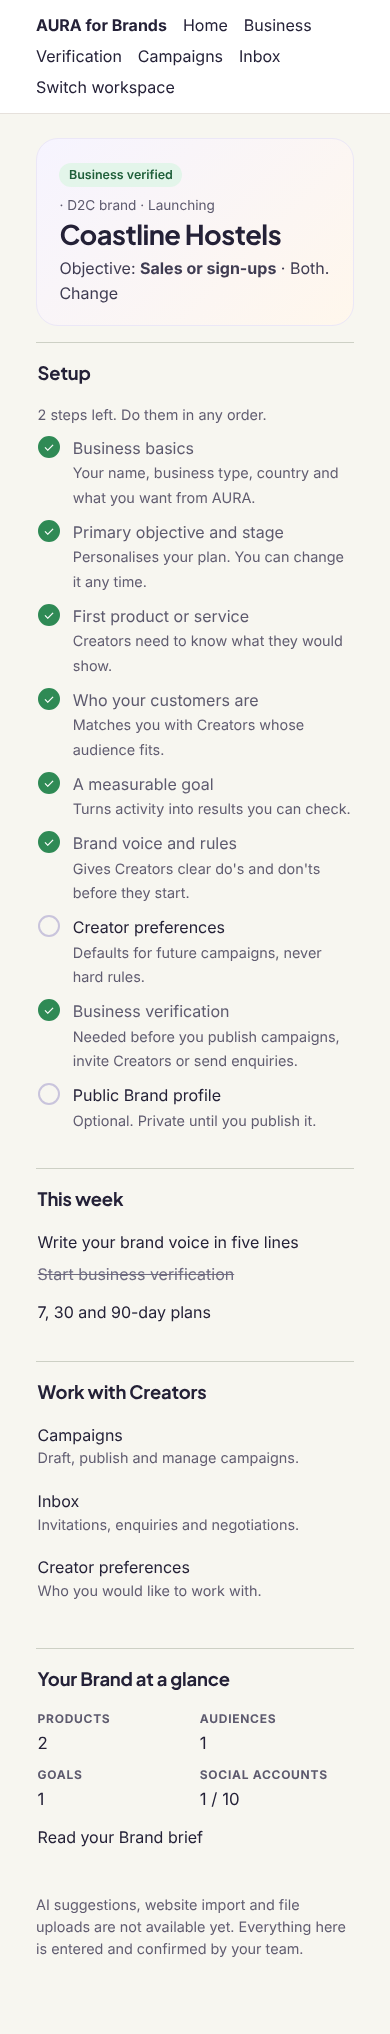 AURA for Brands Home Business
Verification Campaigns Inbox
Switch workspace
Business verified
· D2C brand · Launching
Coastline Hostels
Objective: Sales or sign-ups · Both.
Change
Setup
2 steps left. Do them in any order.
Business basics
Your name, business type, country and
what you want from AURA.
Primary objective and stage
Personalises your plan. You can change
it any time.
First product or service
Creators need to know what they would
show.
Who your customers are
Matches you with Creators whose
audience fits.
A measurable goal
Turns activity into results you can check.
Brand voice and rules
Gives Creators clear do's and don'ts
before they start.
Creator preferences
Defaults for future campaigns, never
hard rules.
Business verification
Needed before you publish campaigns,
invite Creators or send enquiries.
Public Brand profile
Optional. Private until you publish it.
This week
Write your brand voice in five lines
Start business verification
7, 30 and 90-day plans
Work with Creators
Campaigns
Draft, publish and manage campaigns.
Inbox
Invitations, enquiries and negotiations.
Creator preferences
Who you would like to work with.
Your Brand at a glance
PRODUCTS AUDIENCES
2 1
GOALS SOCIAL ACCOUNTS
1 1 / 10
Read your Brand brief
AI suggestions, website import and file
uploads are not available yet. Everything here
is entered and confirmed by your team.